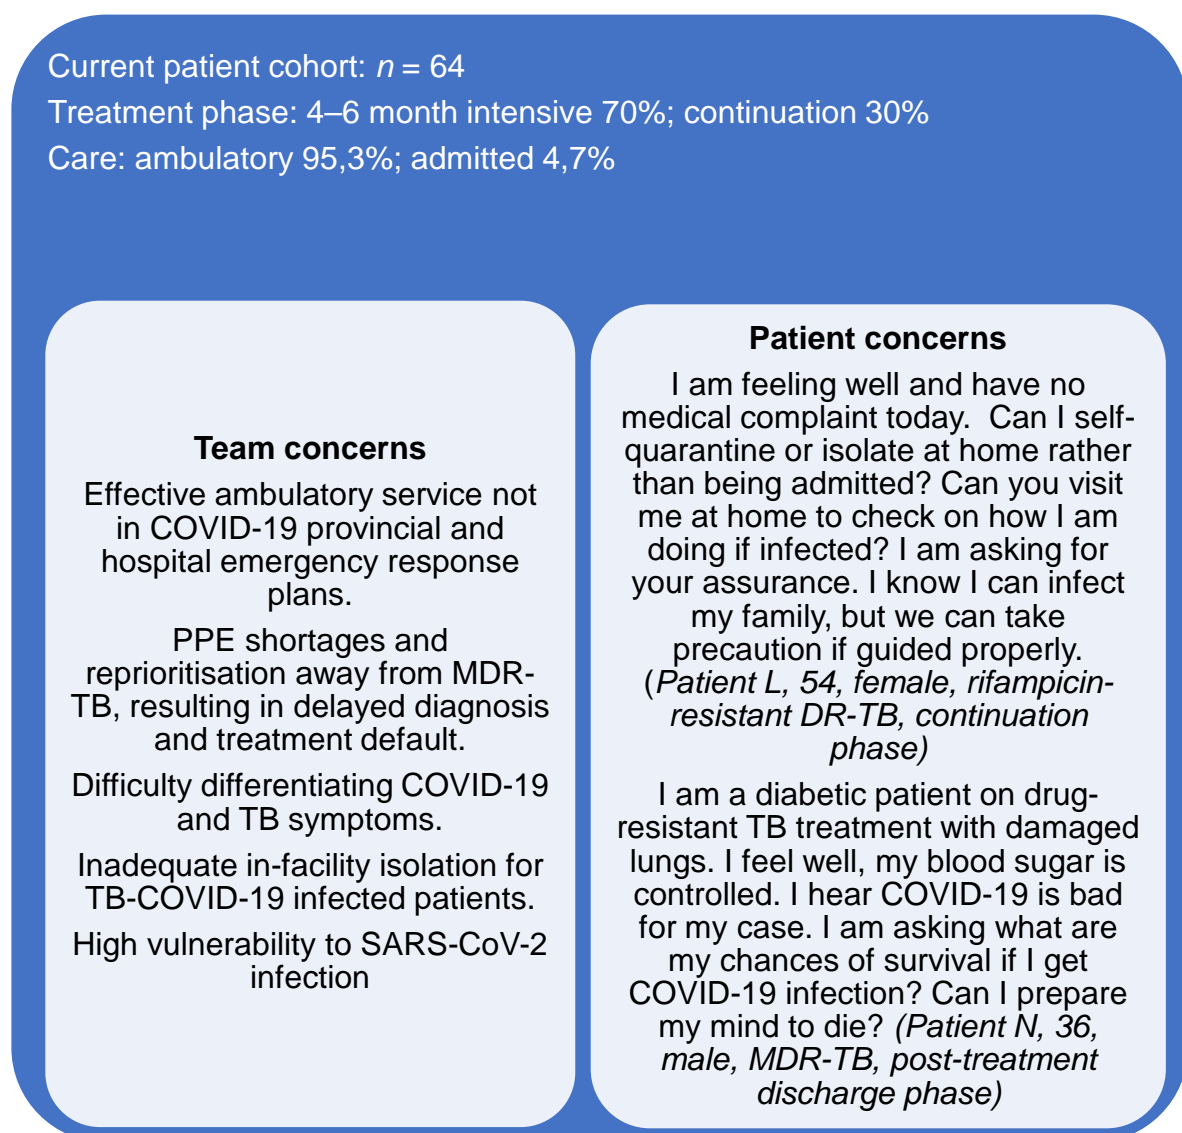 Current patient cohort: n = 64
Treatment phase: 4–6 month intensive 70%; continuation 30%
Care: ambulatory 95,3%; admitted 4,7%
Team concerns
Effective ambulatory service not
in COVID-19 provincial and
hospital emergency response
plans.
PPE shortages and
reprioritisation away from MDR-
TB, resulting in delayed diagnosis
and treatment default.
Difficulty differentiating COVID-19
and TB symptoms.
Inadequate in-facility isolation for
TB-COVID-19 infected patients.
High vulnerability to SARS-CoV-2
infection
Patient concerns
I am feeling well and have no
medical complaint today.  Can I self-
quarantine or isolate at home rather
than being admitted? Can you visit
me at home to check on how I am
doing if infected? I am asking for
your assurance. I know I can infect
my family, but we can take
precaution if guided properly.
(Patient L, 54, female, rifampicin-
resistant DR-TB, continuation
phase)
I am a diabetic patient on drug-
resistant TB treatment with damaged
lungs. I feel well, my blood sugar is
controlled. I hear COVID-19 is bad
for my case. I am asking what are
my chances of survival if I get
COVID-19 infection? Can I prepare
my mind to die? (Patient N, 36,
male, MDR-TB, post-treatment
discharge phase)